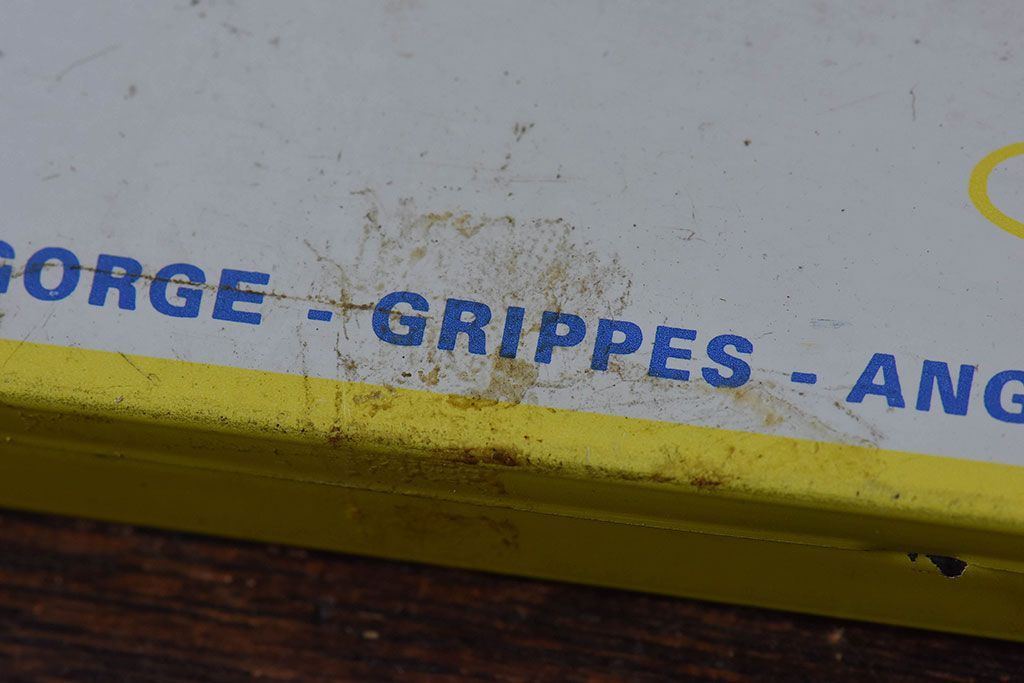 GORGE - GRIPPES - ANG